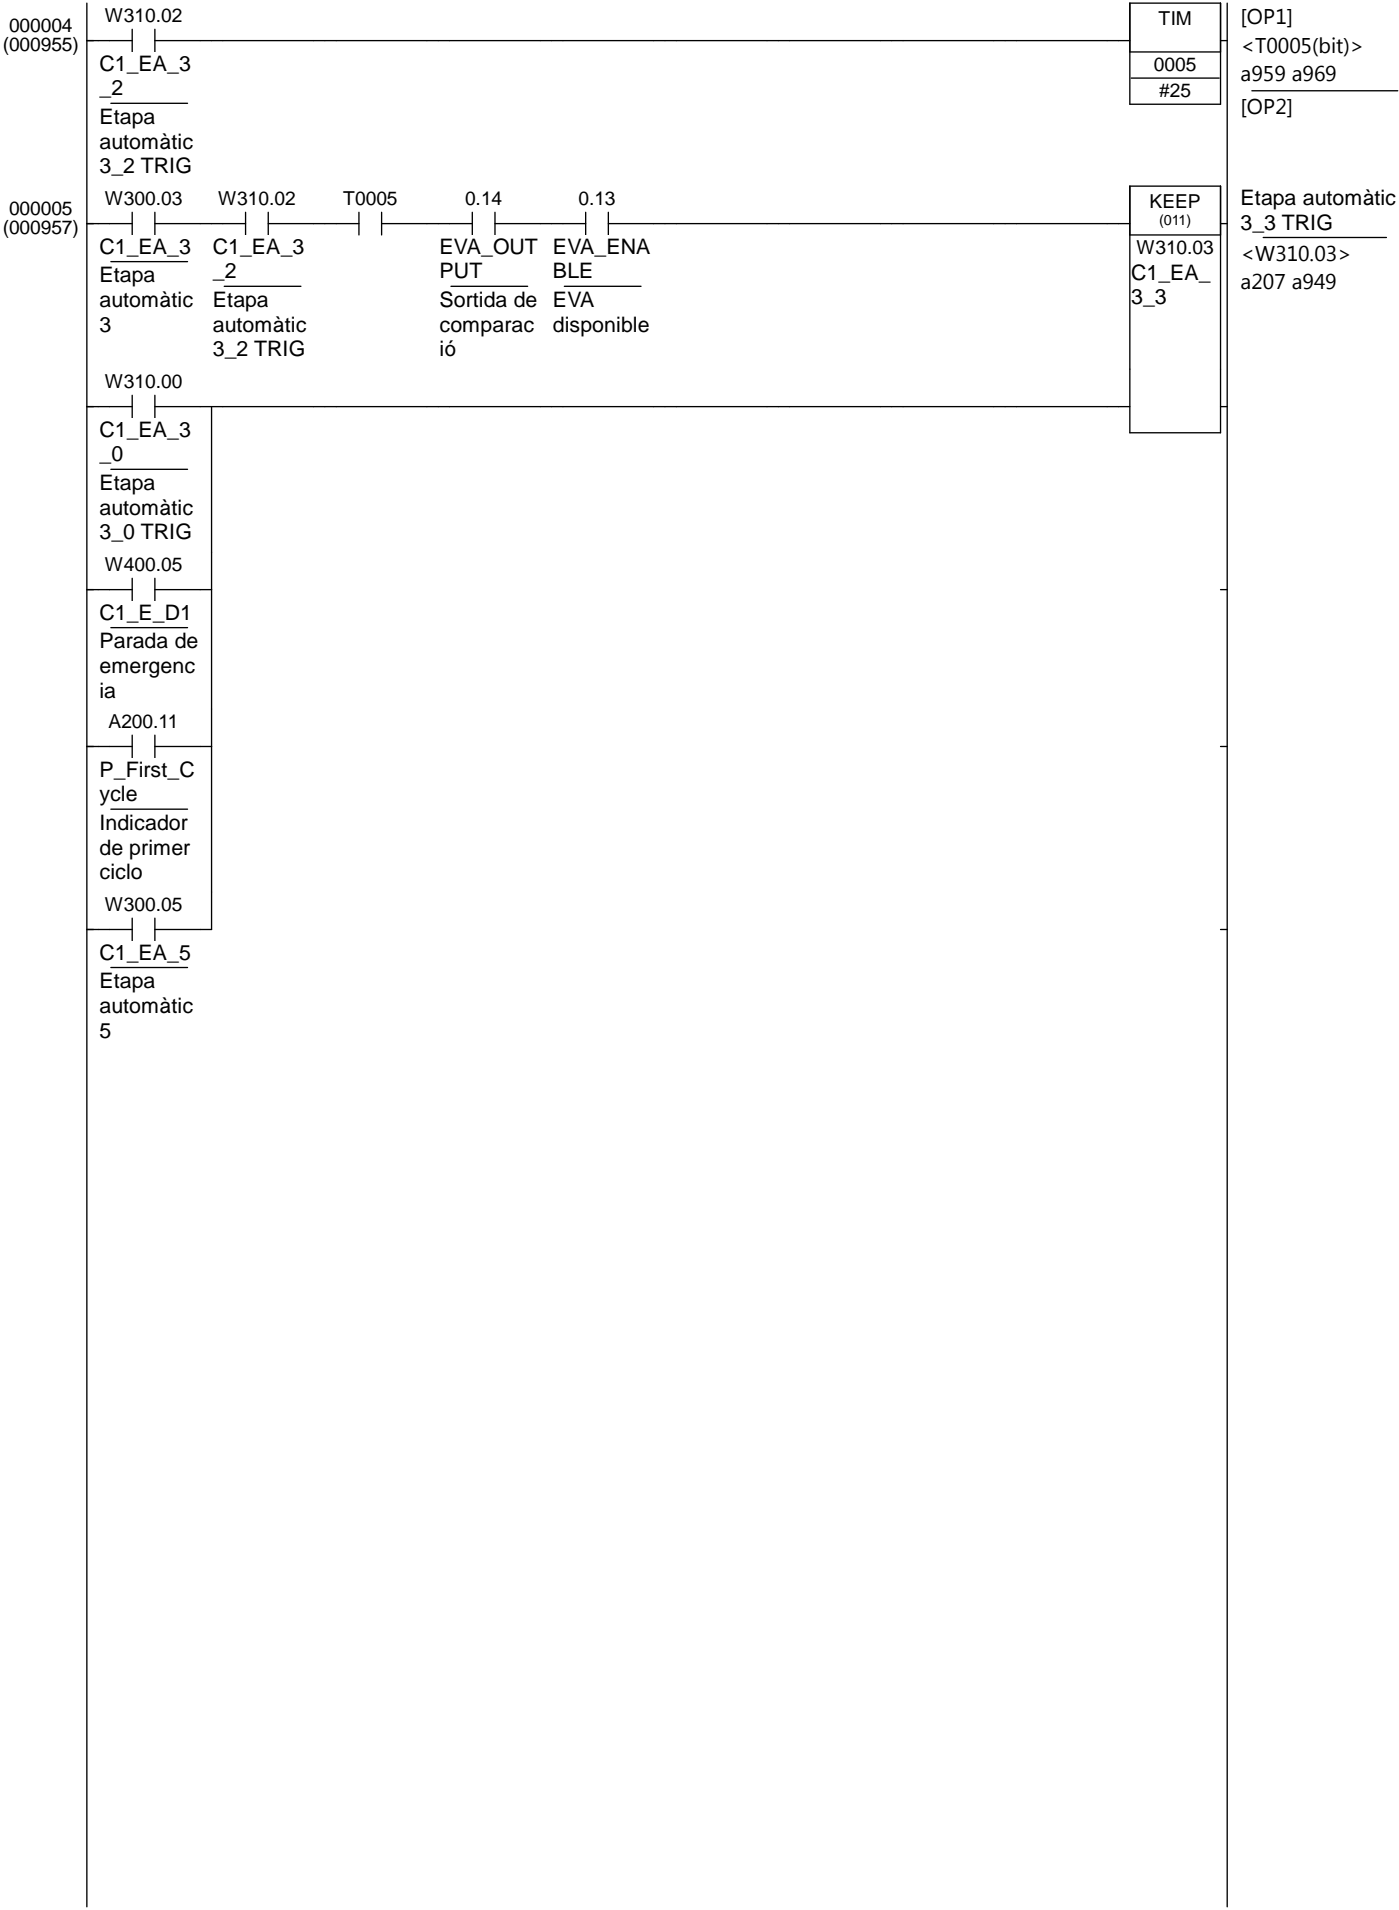 000004
(000955)
W310.02
C1_EA_3
_2
Etapa
automàtic
3_2 TRIG
TIM
0005
#25
[OP1]
<T0005(bit)>
a959 a969
[OP2]
000005
(000957)
W300.03
C1_EA_3
Etapa
automàtic
3
W310.02
C1_EA_3
_2
Etapa
automàtic
3_2 TRIG
T0005
0.14
EVA_OUT
PUT
Sortida de
comparac
ió
0.13
EVA_ENA
BLE
EVA
disponible
KEEP
(011)
W310.03
C1_EA_
3_3
Etapa automàtic
3_3 TRIG
<W310.03>
a207 a949
W310.00
C1_EA_3
_0
Etapa
automàtic
3_0 TRIG
W400.05
C1_E_D1
Parada de
emergenc
ia
A200.11
P_First_C
ycle
Indicador
de primer
ciclo
W300.05
C1_EA_5
Etapa
automàtic
5